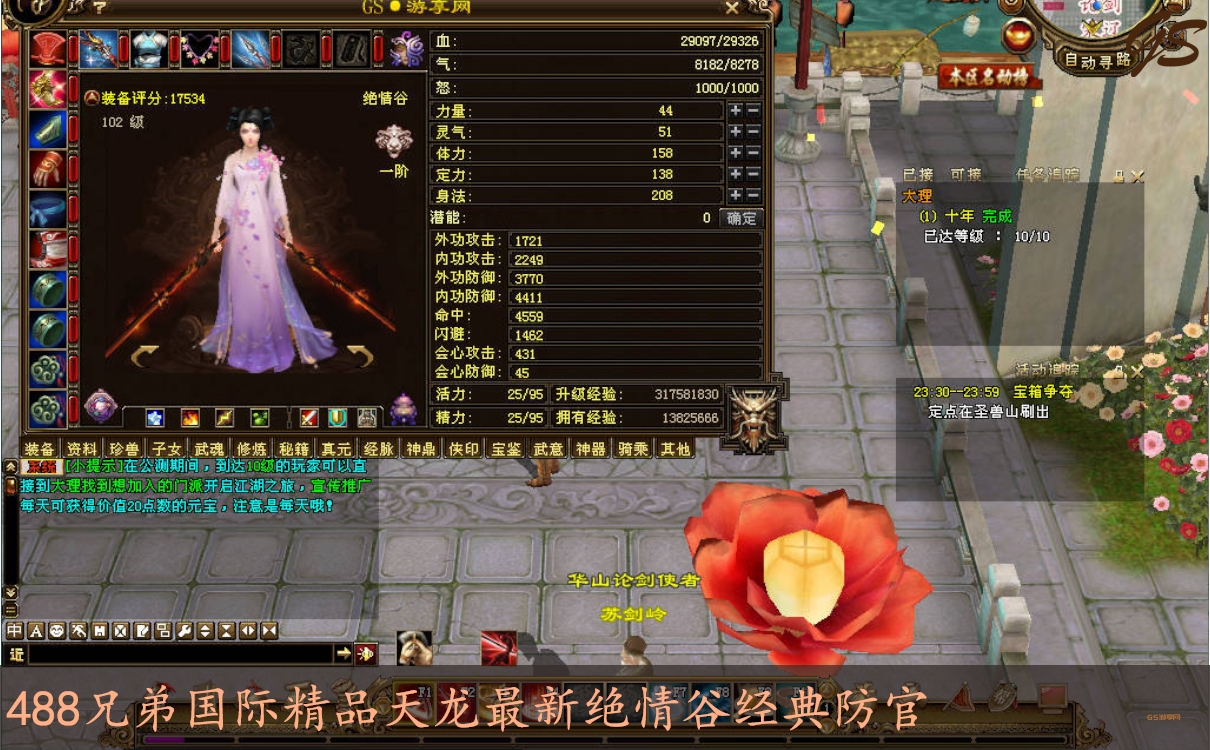 GS●游享网
装备评分:17534
102 级
绝情谷
一阶
血: 29097/29326
气: 8182/8278
怒: 1000/1000
力量: 44
灵气: 51
体力: 158
定力: 138
身法: 208
潜能: 0 确定
外功攻击: 1721
内功攻击: 2249
外功防御: 3770
内功防御: 4411
命中: 4559
闪避: 1462
会心攻击: 431
会心防御: 45
活力: 25/95 升级经验: 317581830
精力: 25/95 拥有经验: 13825666
装备 资料 珍兽 子女 武魂 修炼 秘籍 真元 经脉 神鼎 侠印 宝鉴 武意 神器 骑乘 其他
论剑
自动寻路
GS
本区名动榜
已接 可接 任务追踪
大理
(1) 十年 完成
已达等级 : 10/10
活动追踪
23:30--23:59 宝箱争夺
定点在圣兽山刷出
系统 [小提示]在公测期间，到达10级的玩家可以直
接到大理找到想加入的门派开启江湖之旅，宣传推广
每天可获得价值20点数的元宝，注意是每天哦!
华山论剑使者
苏剑岭
中 A
近
F1 F2 F7 F8
488兄弟国际精品天龙最新绝情谷经典防官
GS游享网